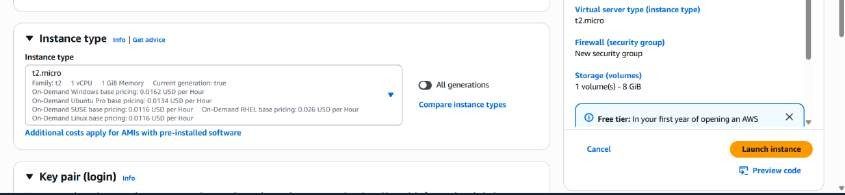 Instance type Info | Get advice
Instance type
t2.micro
Family: t2 1 vCPU 1 GiB Memory Current generation: true
On-Demand Windows base pricing: 0.0162 USD per Hour
On-Demand Ubuntu Pro base pricing: 0.0134 USD per Hour
On-Demand SUSE base pricing: 0.0116 USD per Hour On-Demand RHEL base pricing: 0.026 USD per Hour
On-Demand Linux base pricing: 0.0116 USD per Hour
All generations
Compare instance types
Additional costs apply for AMIs with pre-installed software
Key pair (login) Info
Virtual server type (instance type)
t2.micro
Firewall (security group)
New security group
Storage (volumes)
1 volume(s) - 8 GiB
Free tier: In your first year of opening an AWS
Cancel
Launch instance
Preview code